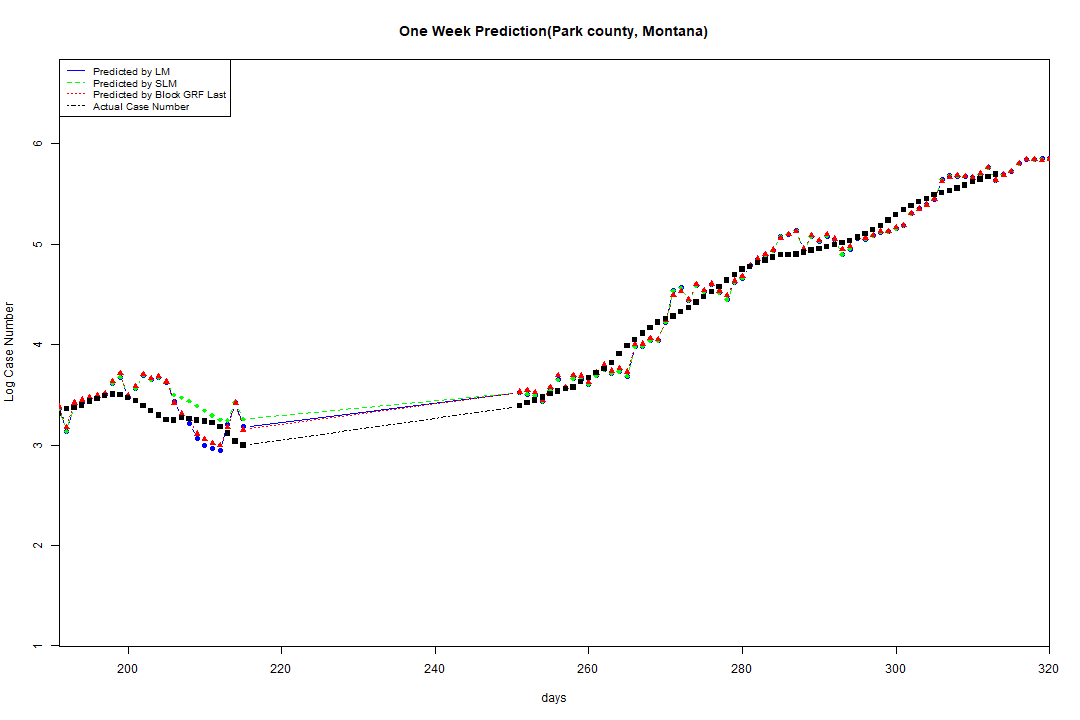 One Week Prediction(Park county, Montana)
Predicted by LM
Predicted by SLM
Predicted by Block GRF Last
Actual Case Number
6
5
4
3
2
1
Log Case Number
200 220 240 260 280 300 320
days